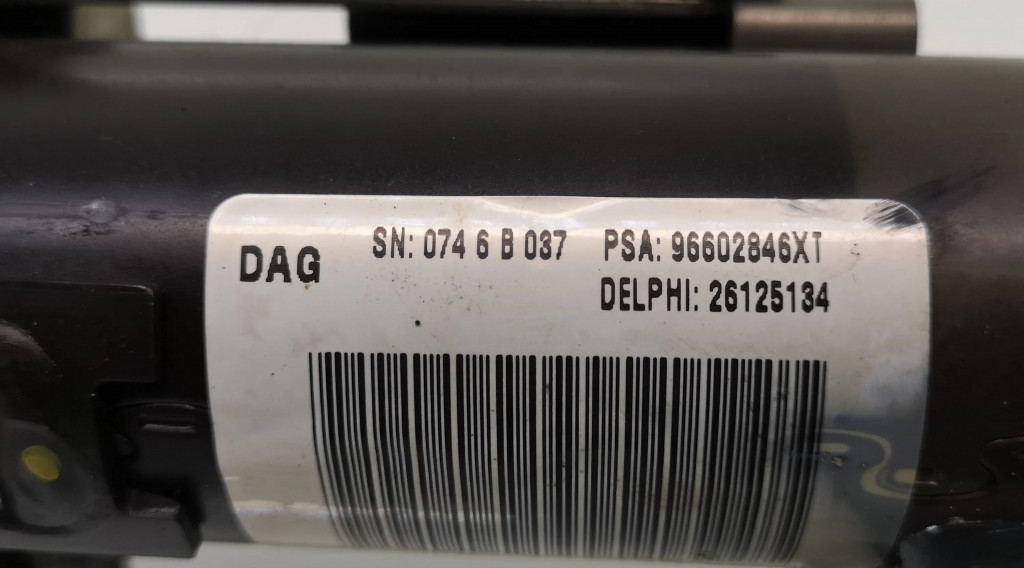 DAG
SN: 074 6 B 037 PSA: 96602846XT
DELPHI: 26125134